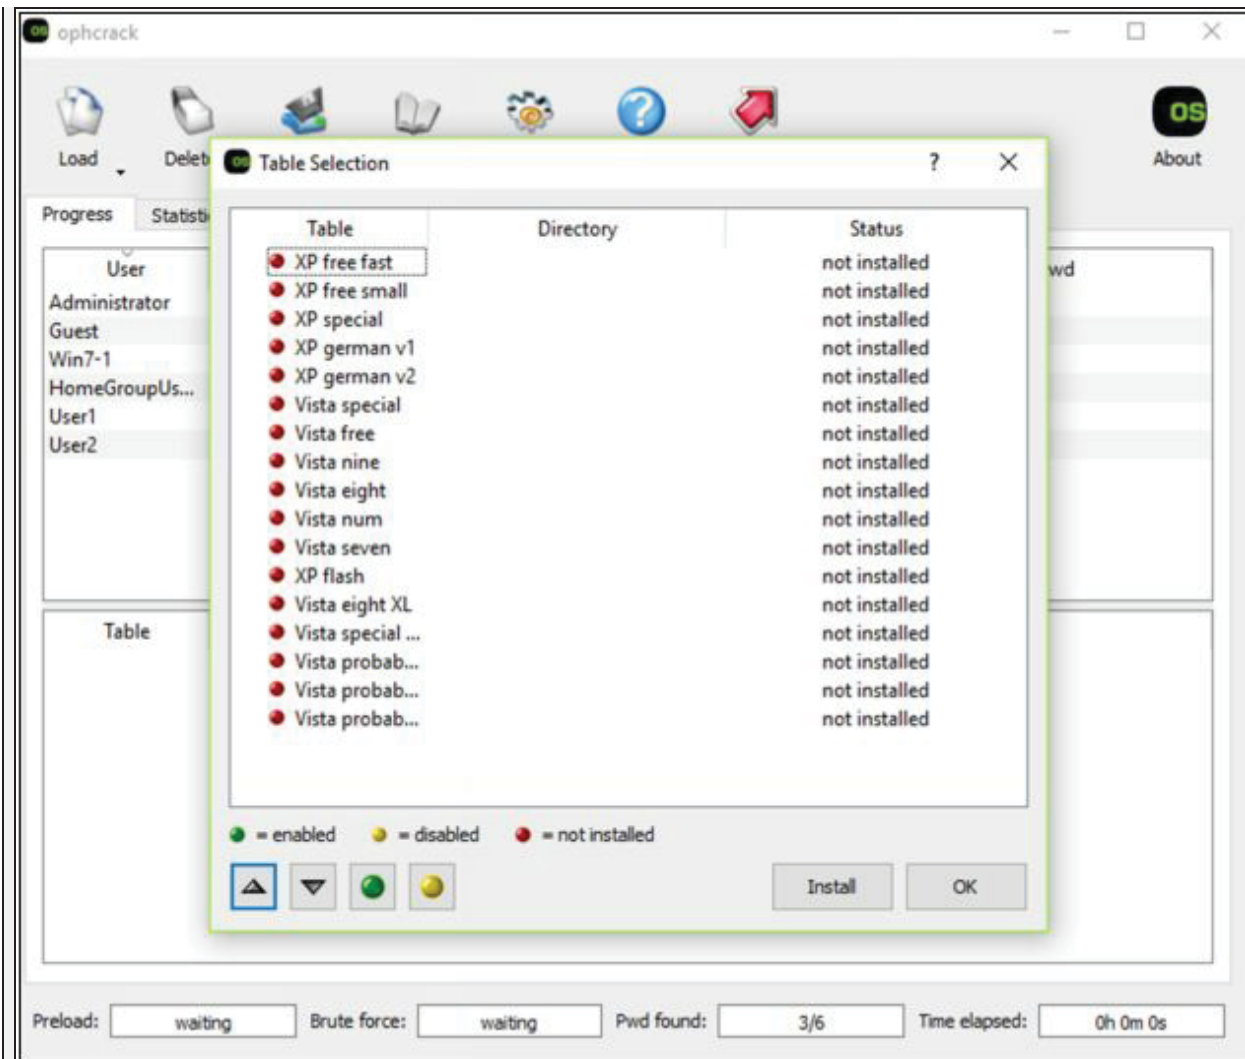 OS ophcrack
OS
Load Delet About
OS Table Selection ?
Progress Statisti
Table Directory Status
User wd
XP free fast not installed
XP free small not installed
Administrator
XP special not installed
Guest
XP german v1 not installed
Win7-1
XP german v2 not installed
HomeGroupUs...
Vista special not installed
User1
Vista free not installed
User2
Vista nine not installed
Vista eight not installed
Vista num not installed
Vista seven not installed
XP flash not installed
Vista eight XL not installed
Table
Vista special ... not installed
Vista probab... not installed
Vista probab... not installed
Vista probab... not installed
= enabled = disabled = not installed
Install OK
Preload: waiting Brute force: waiting Pwd found: 3/6 Time elapsed: 0h 0m 0s